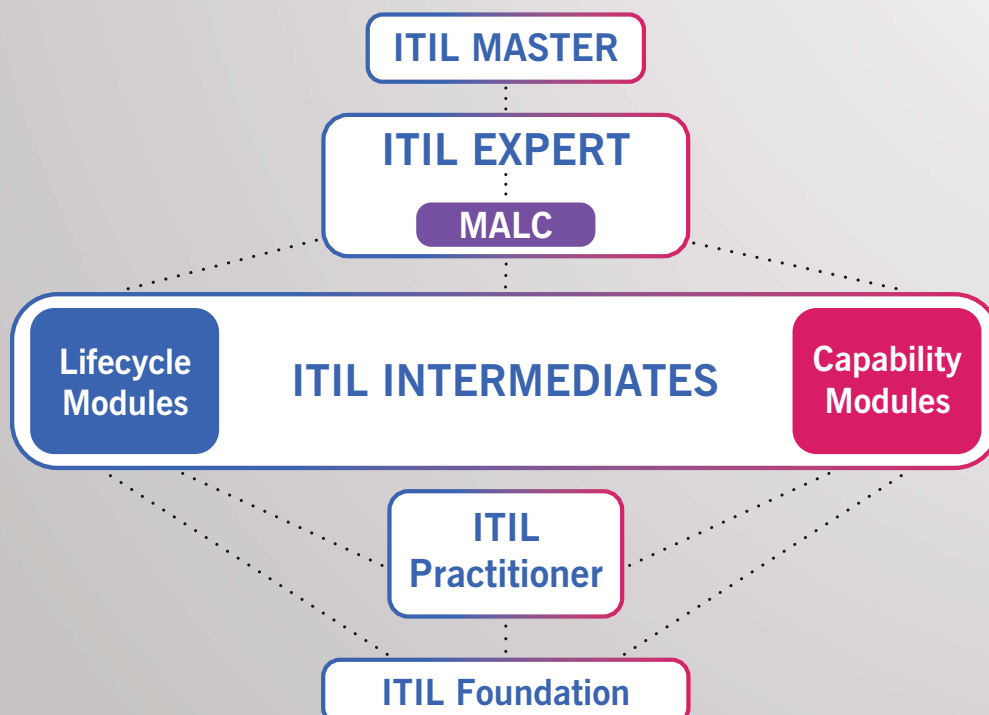 ITIL MASTER
ITIL EXPERT
MALC
Lifecycle
Modules
ITIL INTERMEDIATES
Capability
Modules
ITIL
Practitioner
ITIL Foundation